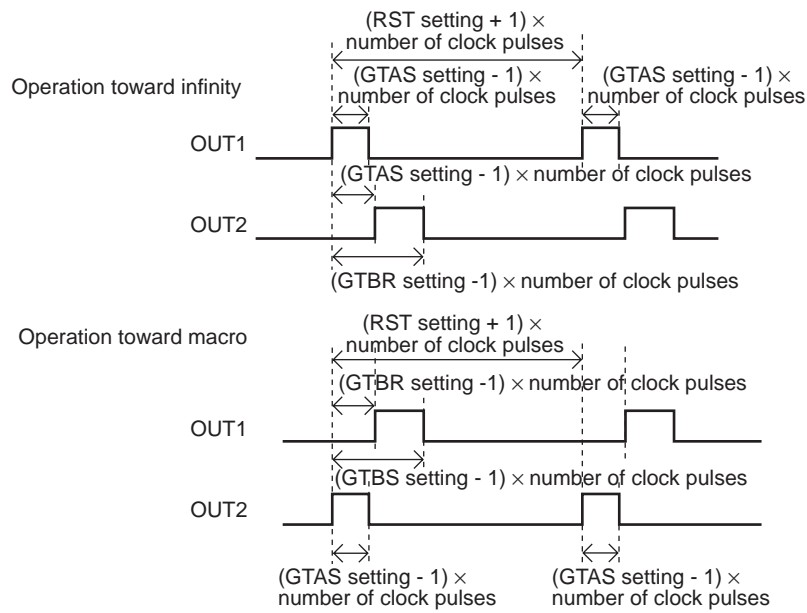 (RST setting + 1) ×
number of clock pulses
Operation toward infinity
(GTAS setting - 1) ×
number of clock pulses
(GTAS setting - 1) ×
number of clock pulses
OUT1
(GTAS setting - 1) × number of clock pulses
OUT2
(GTBR setting -1) × number of clock pulses
Operation toward macro
(RST setting + 1) ×
number of clock pulses
(GTBR setting -1) × number of clock pulses
OUT1
(GTBS setting - 1) × number of clock pulses
OUT2
(GTAS setting - 1) ×
number of clock pulses
(GTAS setting - 1) ×
number of clock pulses